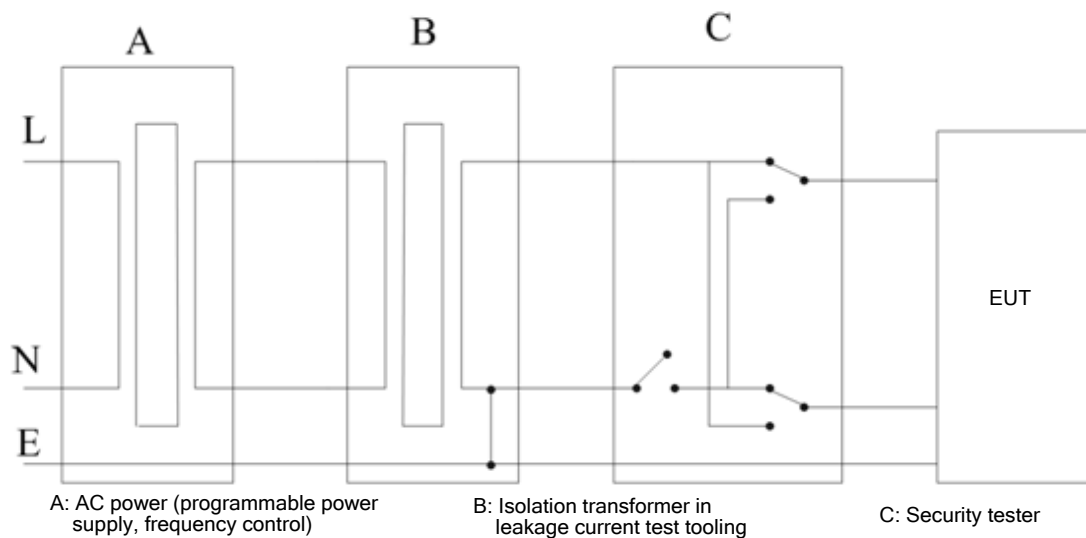 A
B
C
L
N
E
EUT
A: AC power (programmable power
supply, frequency control)
B: Isolation transformer in
leakage current test tooling
C: Security tester